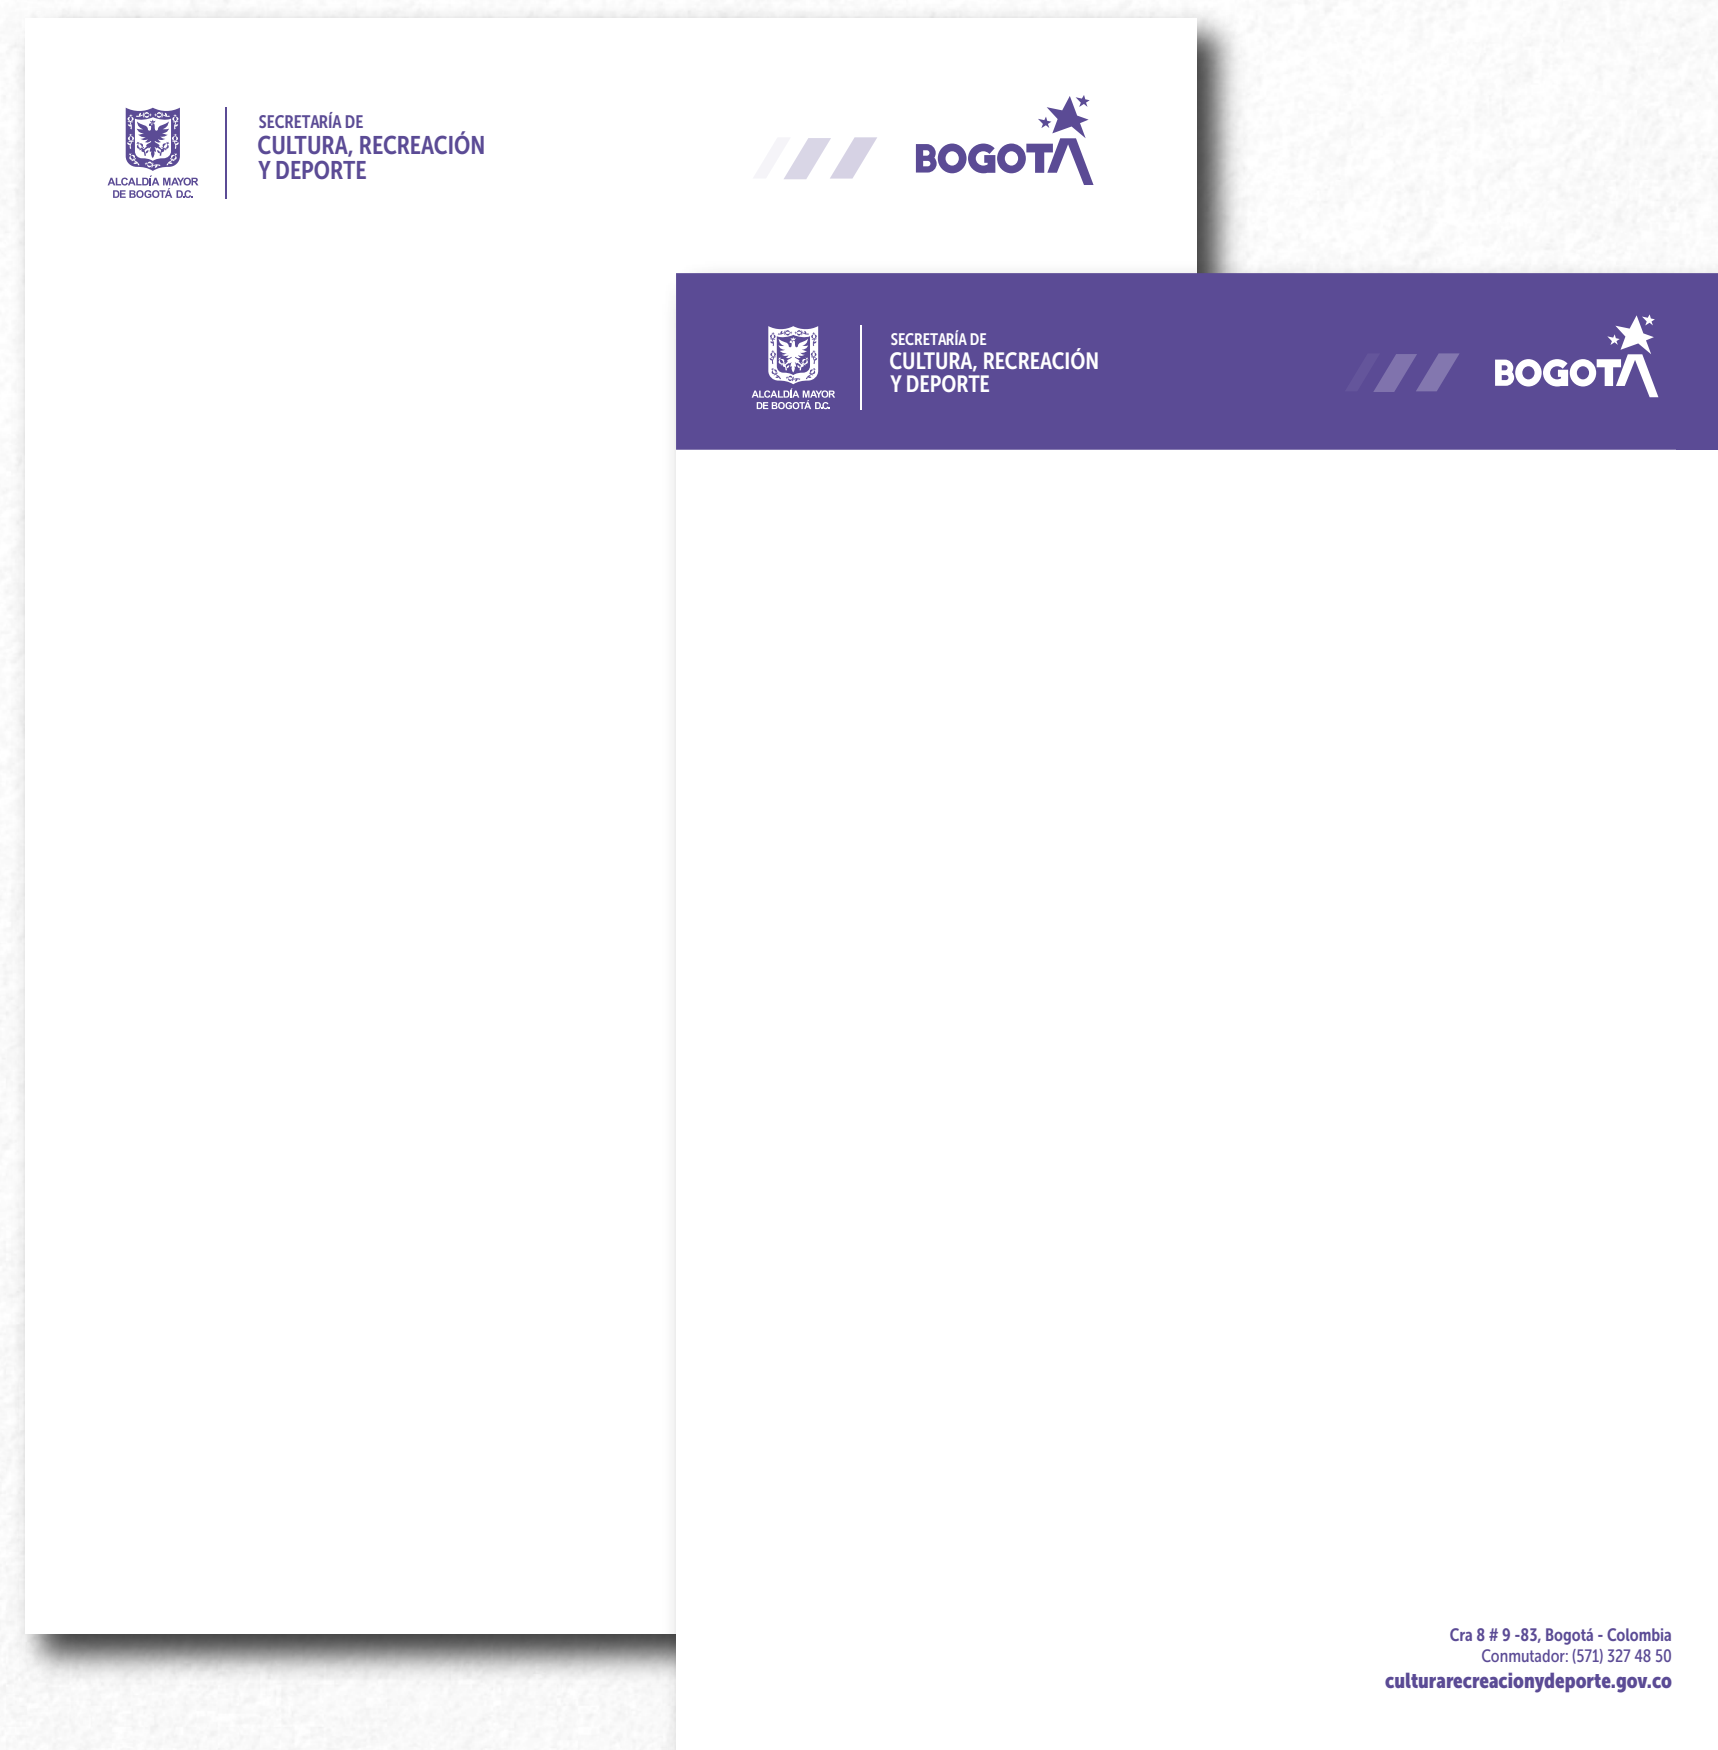 ALCALDÍA MAYOR
DE BOGOTÁ D.C.
SECRETARÍA DE
CULTURA, RECREACIÓN
Y DEPORTE
BOGOTÁ
ALCALDÍA MAYOR
DE BOGOTÁ D.C.
SECRETARÍA DE
CULTURA, RECREACIÓN
Y DEPORTE
BOGOTÁ
Cra 8 # 9 -83, Bogotá - Colombia
Conmutador: (571) 327 48 50
culturarecreacionydeporte.gov.co